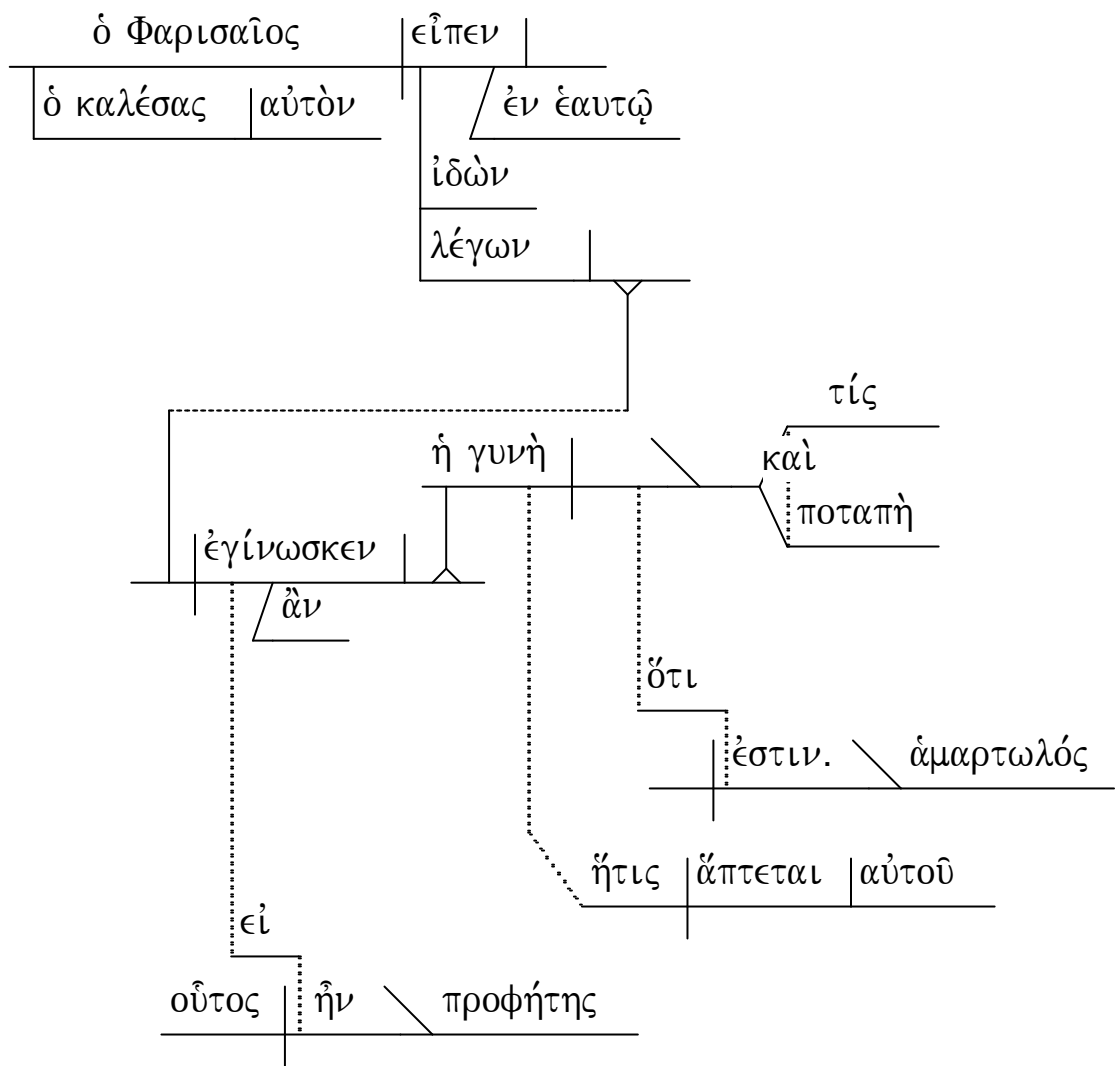 ὁ Φαρισαῖος εἶπεν
ὁ καλέσας αὐτὸν ἐν ἑαυτῷ
ἰδὼν
λέγων
τίς
ἡ γυνὴ καὶ
ποταπὴ
ἐγίνωσκεν
ἂν
ὅτι
ἐστιν. ἁμαρτωλός
ἥτις ἅπτεται αὐτοῦ
εἰ
οὗτος ἦν προφήτης